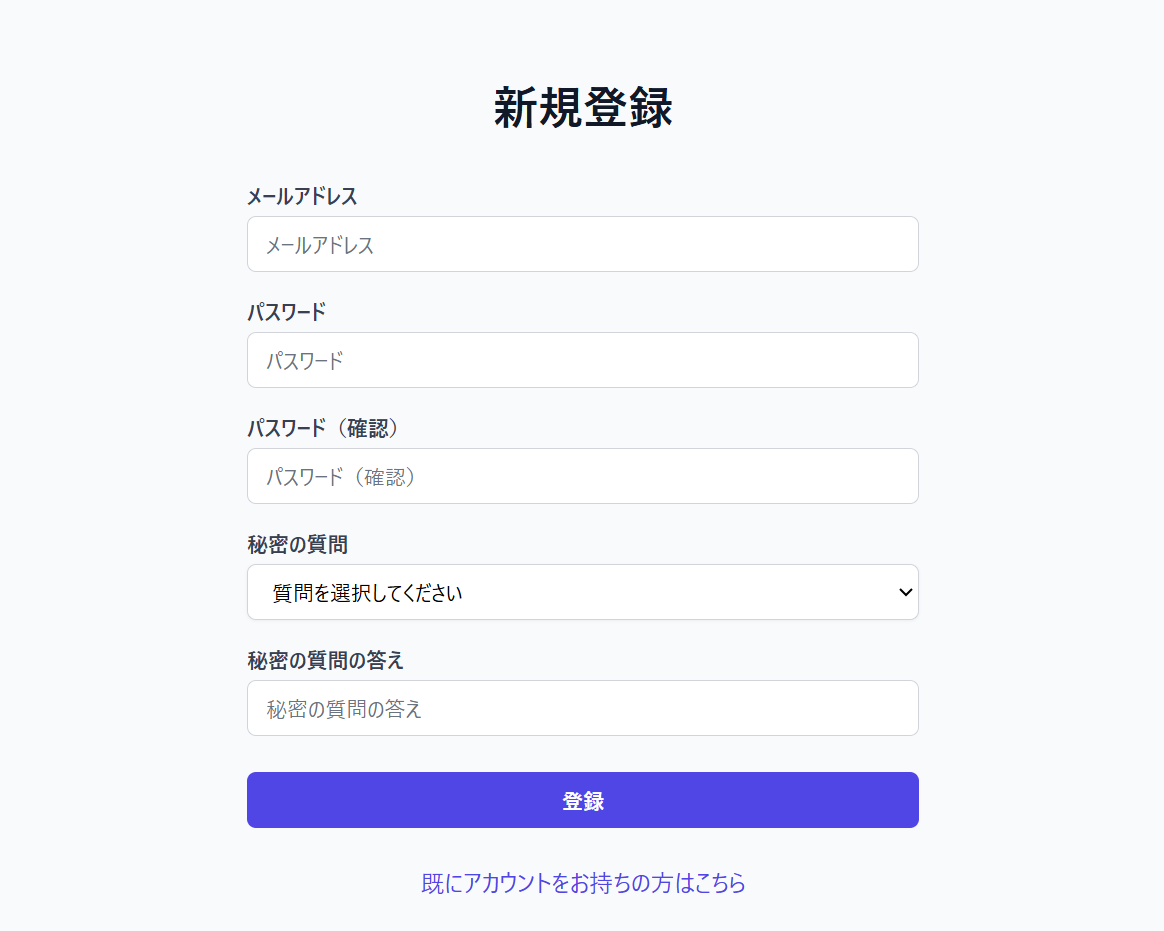 新規登録
メールアドレス
メールアドレス
パスワード
パスワード
パスワード（確認）
パスワード（確認）
秘密の質問
質問を選択してください
秘密の質問の答え
秘密の質問の答え
登録
既にアカウントをお持ちの方はこちら